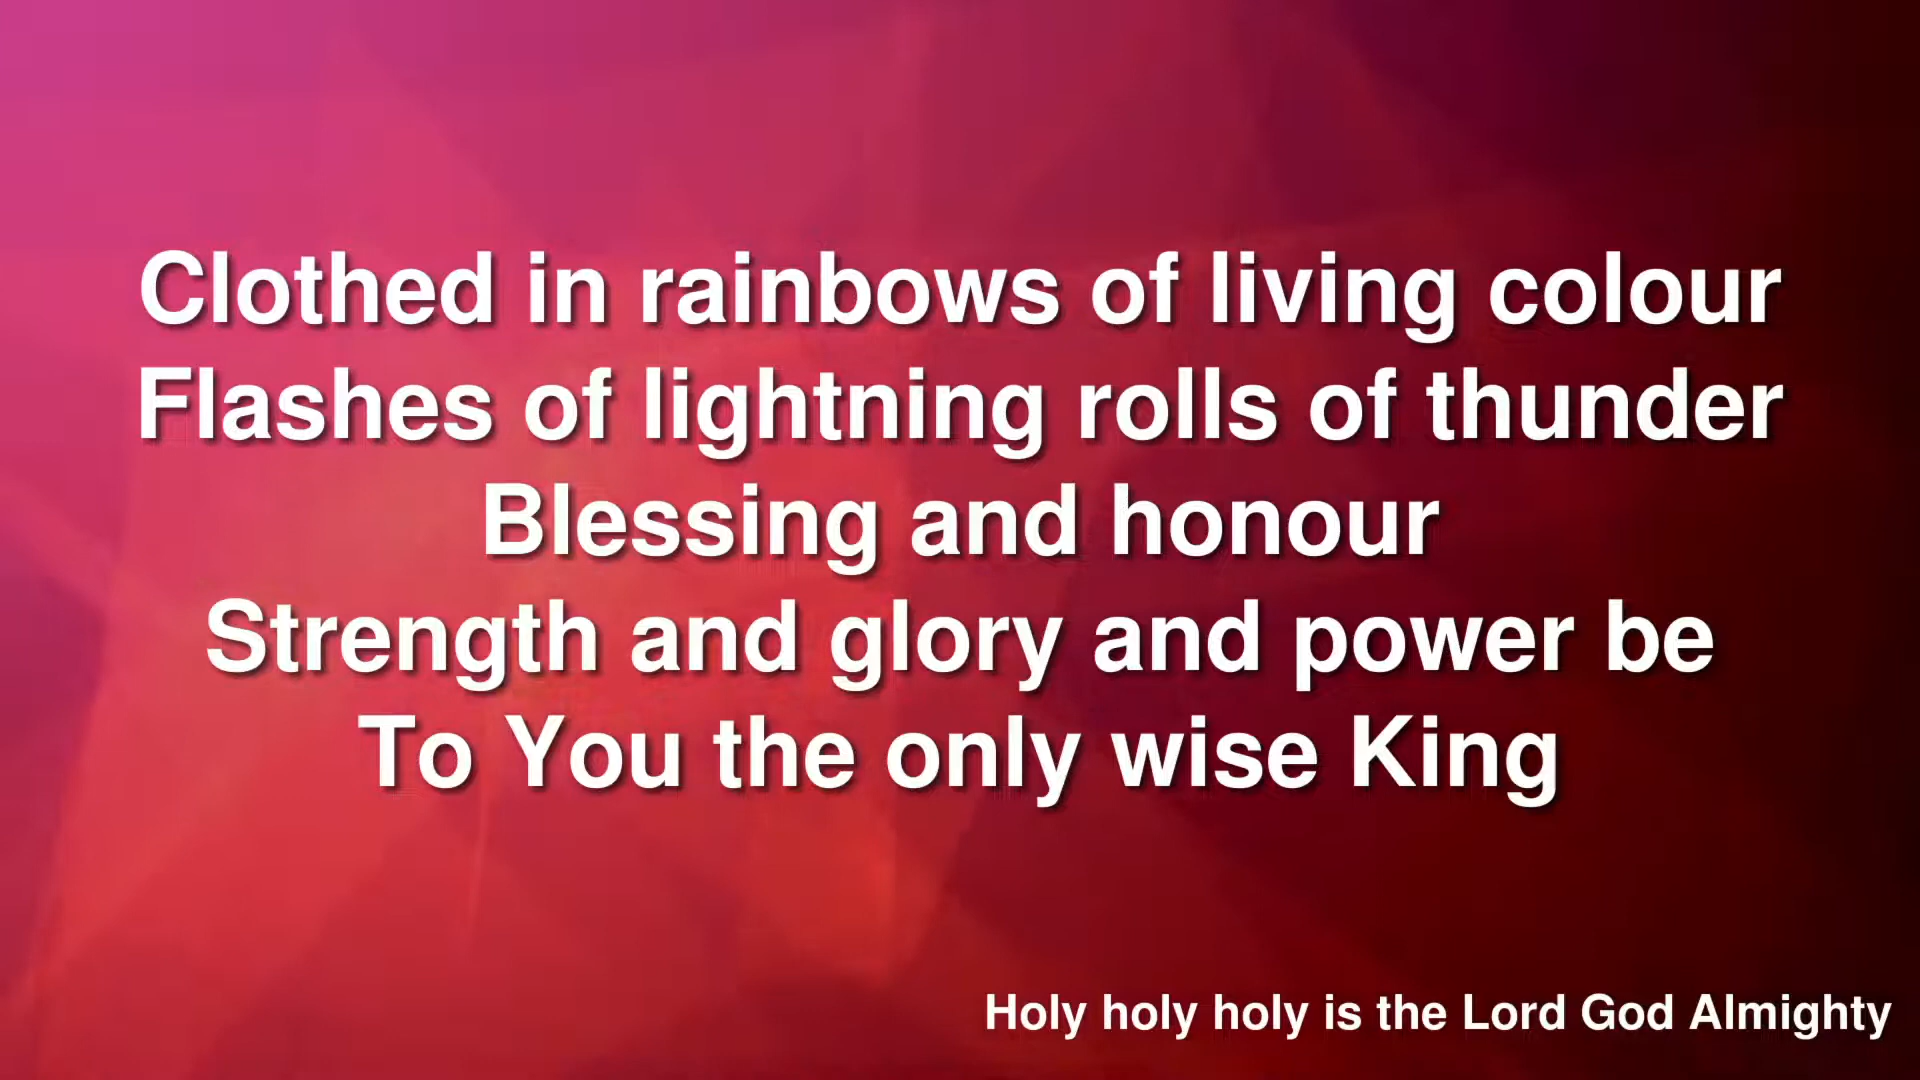 Clothed in rainbows of living colour
Flashes of lightning rolls of thunder
Blessing and honour
Strength and glory and power be
To You the only wise King
Holy holy holy is the Lord God Almighty